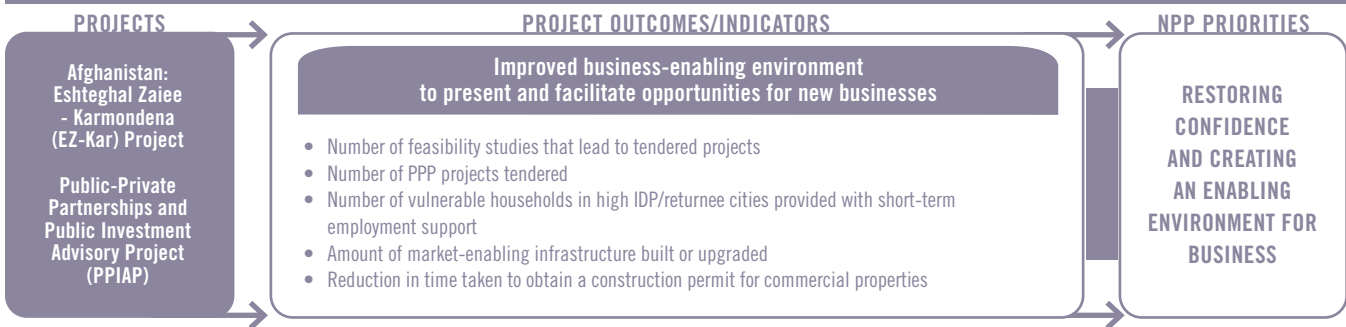 PROJECTS
PROJECT OUTCOMES/INDICATORS
NPP PRIORITIES
Afghanistan:
Eshteghal Zaiee
- Karmondena
(EZ-Kar) Project
Public-Private
Partnerships and
Public Investment
Advisory Project
(PPIAP)
Improved business-enabling environment
to present and facilitate opportunities for new businesses
• Number of feasibility studies that lead to tendered projects
• Number of PPP projects tendered
• Number of vulnerable households in high IDP/returnee cities provided with short-term
employment support
• Amount of market-enabling infrastructure built or upgraded
• Reduction in time taken to obtain a construction permit for commercial properties
RESTORING
CONFIDENCE
AND CREATING
AN ENABLING
ENVIRONMENT FOR
BUSINESS